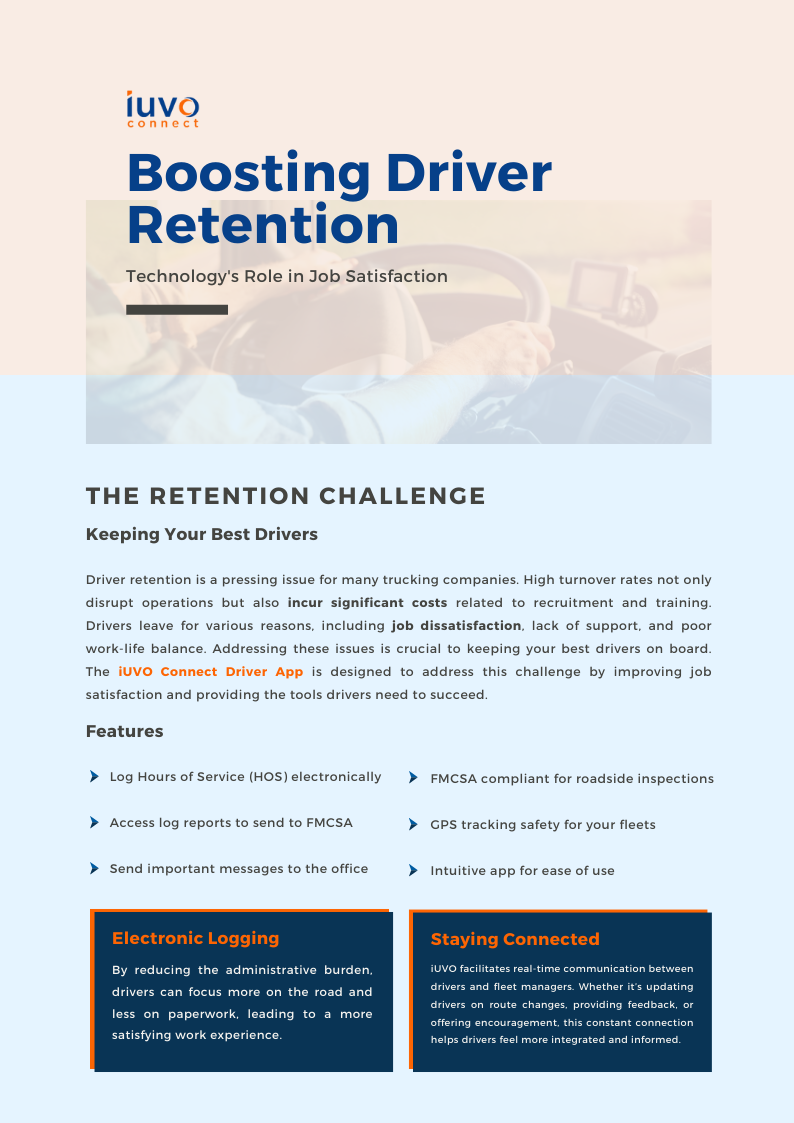 iuvo
connect
Boosting Driver
Retention
Technology's Role in Job Satisfaction
THE RETENTION CHALLENGE
Keeping Your Best Drivers
Driver retention is a pressing issue for many trucking companies. High turnover rates not only
disrupt operations but also incur significant costs related to recruitment and training.
Drivers leave for various reasons, including job dissatisfaction, lack of support, and poor
work-life balance. Addressing these issues is crucial to keeping your best drivers on board.
The iUVO Connect Driver App is designed to address this challenge by improving job
satisfaction and providing the tools drivers need to succeed.
Features
Log Hours of Service (HOS) electronically
Access log reports to send to FMCSA
Send important messages to the office
FMCSA compliant for roadside inspections
GPS tracking safety for your fleets
Intuitive app for ease of use
Electronic Logging
By reducing the administrative burden,
drivers can focus more on the road and
less on paperwork, leading to a more
satisfying work experience.
Staying Connected
iUVO facilitates real-time communication between
drivers and fleet managers. Whether it's updating
drivers on route changes, providing feedback, or
offering encouragement, this constant connection
helps drivers feel more integrated and informed.